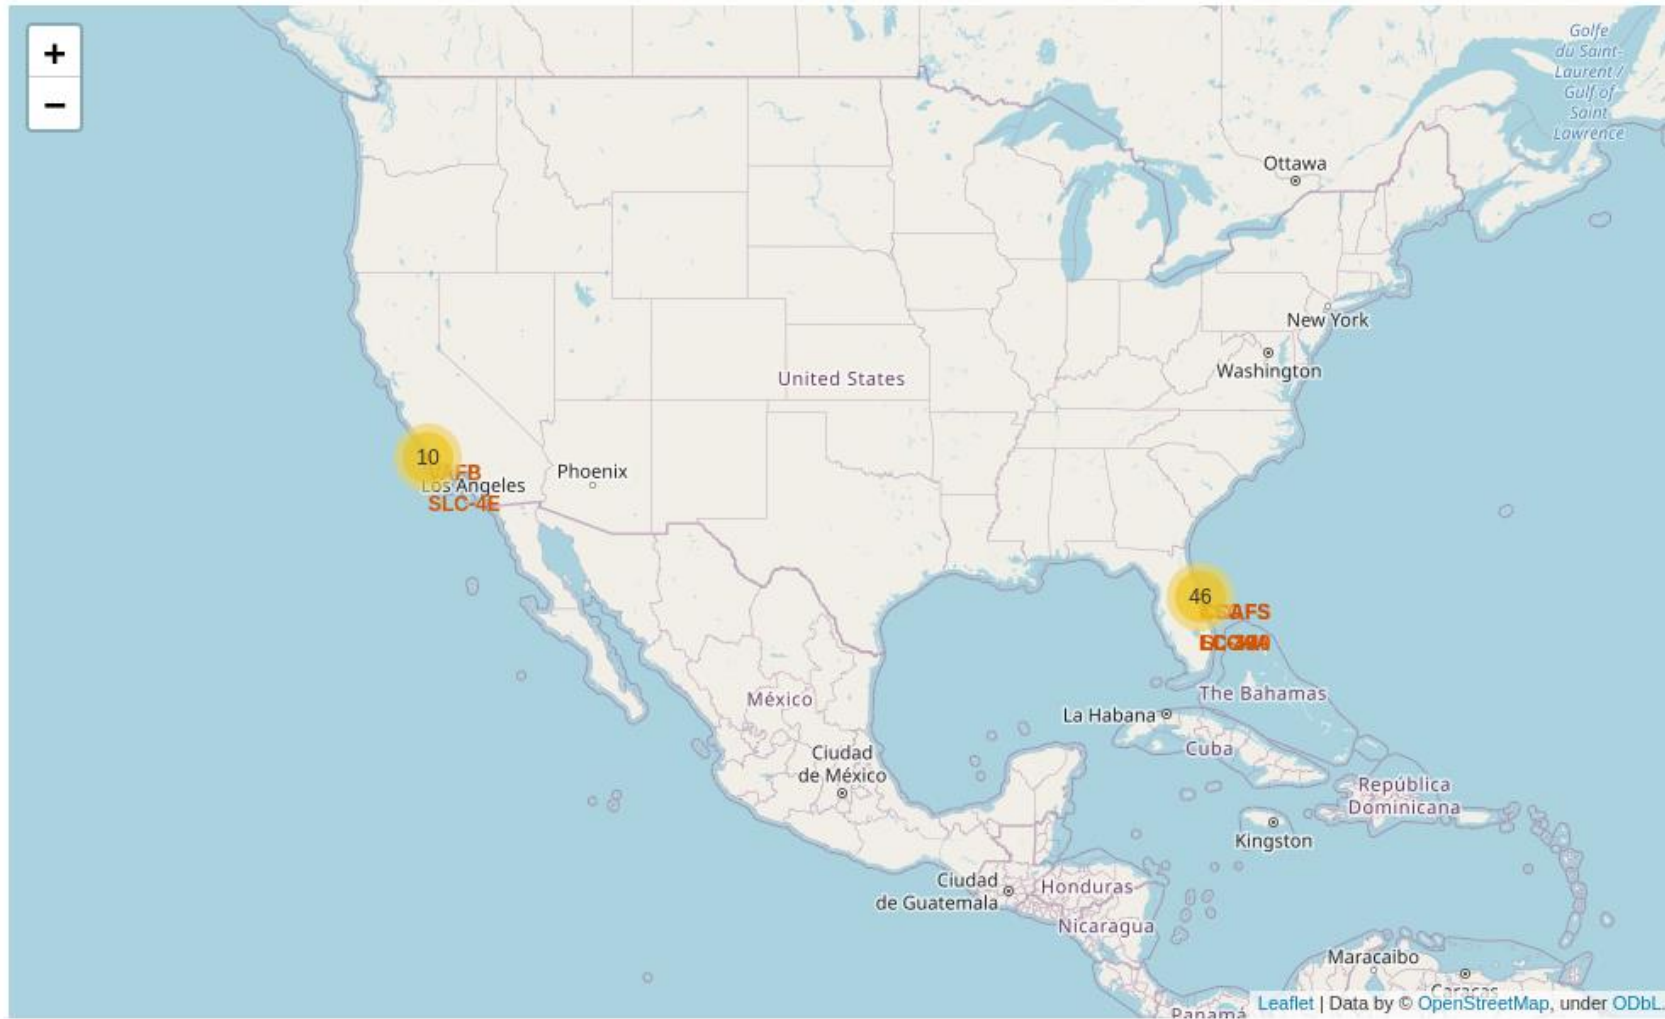 +
−
Golfe
du Saint-
Laurent /
Gulf of
Saint
Lawrence
Ottawa
New York
Washington
United States
10
Los Angeles
SLC-4E
Phoenix
46
The Bahamas
México
La Habana
Cuba
Ciudad
de México
República
Dominicana
Kingston
Ciudad
de Guatemala
Honduras
Nicaragua
Maracaibo
Caracas
Panamá
Leaflet | Data by © OpenStreetMap, under ODbL.